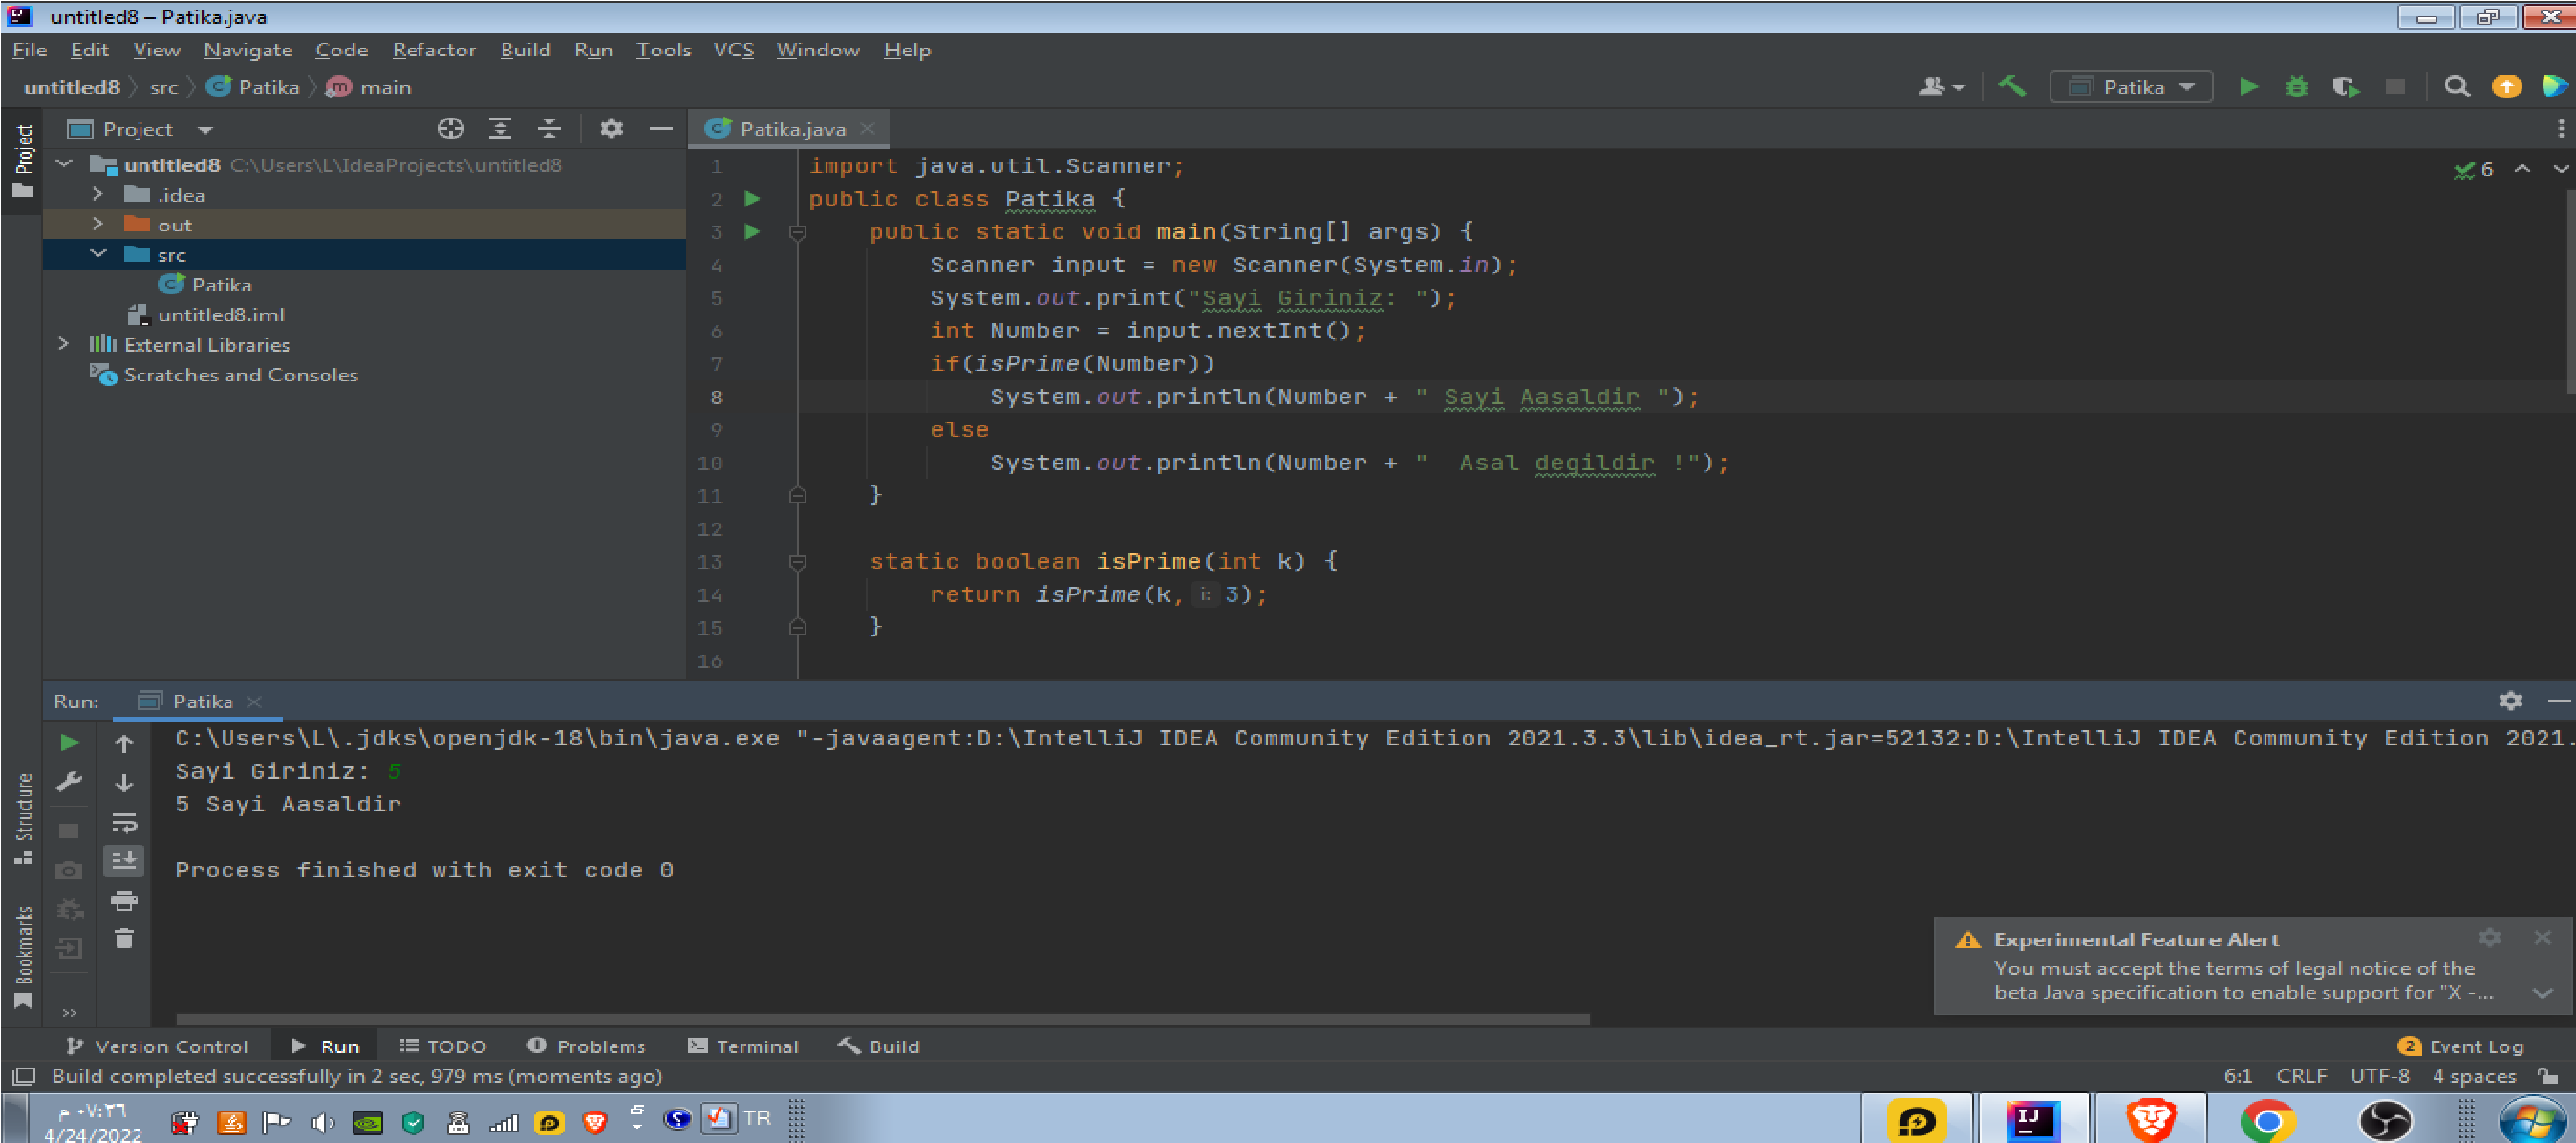 untitled8 – Patika.java
File Edit View Navigate Code Refactor Build Run Tools VCS Window Help
untitled8 src Patika main
Patika
Project
Project
Patika.java
untitled8 C:\Users\L\IdeaProjects\untitled8
.idea
out
src
Patika
untitled8.iml
External Libraries
Scratches and Consoles
6
1 import java.util.Scanner;
2 public class Patika {
3 public static void main(String[] args) {
4 Scanner input = new Scanner(System.in);
5 System.out.print("Sayi Giriniz: ");
6 int Number = input.nextInt();
7 if(isPrime(Number))
8 System.out.println(Number + " Sayi Aasaldir ");
9 else
10 System.out.println(Number + "  Asal degildir !");
11 }
12
13 static boolean isPrime(int k) {
14 return isPrime(k, i: 3);
15 }
16
Run: Patika
C:\Users\L\.jdks\openjdk-18\bin\java.exe "-javaagent:D:\IntelliJ IDEA Community Edition 2021.3.3\lib\idea_rt.jar=52132:D:\IntelliJ IDEA Community Edition 2021.
Sayi Giriniz: 5
5 Sayi Aasaldir
Process finished with exit code 0
Structure
Bookmarks
Experimental Feature Alert
You must accept the terms of legal notice of the
beta Java specification to enable support for "X -...
Version Control Run TODO Problems Terminal Build
2 Event Log
Build completed successfully in 2 sec, 979 ms (moments ago)
6:1 CRLF UTF-8 4 spaces
٠٧:٢٦ م
4/24/2022
TR